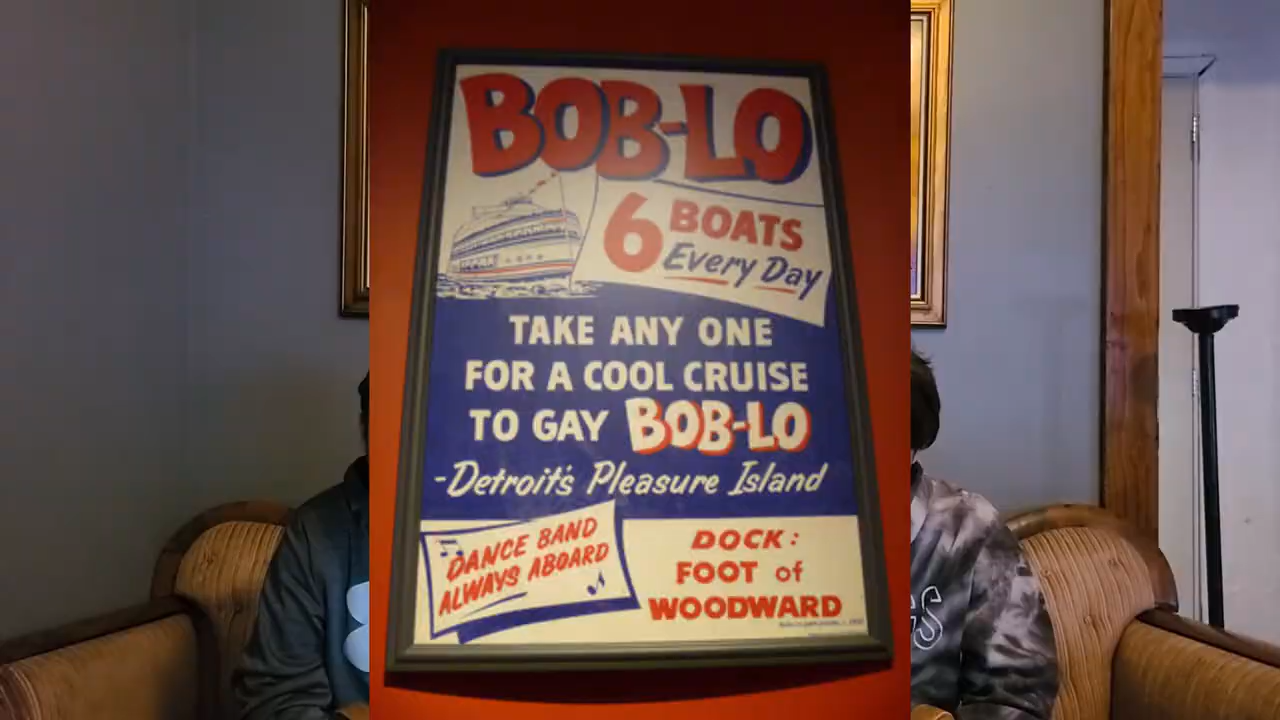 BOB-LO
6 BOATS
Every Day
TAKE ANY ONE
FOR A COOL CRUISE
TO GAY BOB-LO
-Detroit's Pleasure Island
DANCE BAND
ALWAYS ABOARD
DOCK:
FOOT of
WOODWARD